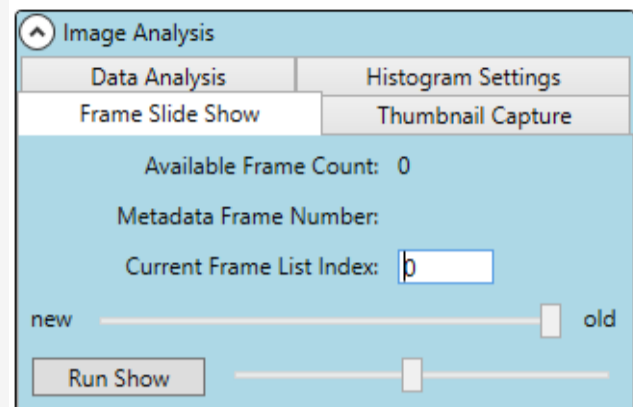 Image Analysis
Data Analysis Histogram Settings
Frame Slide Show Thumbnail Capture
Available Frame Count: 0
Metadata Frame Number:
Current Frame List Index: 0
new old
Run Show